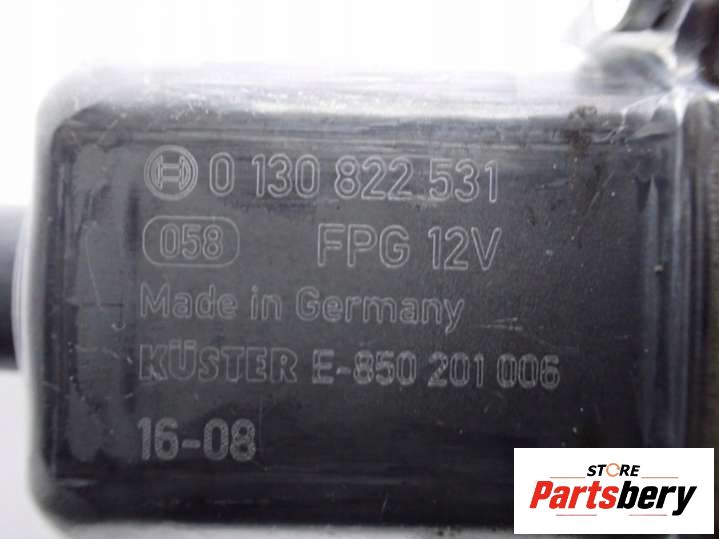 0 130 822 531
058 FPG 12V
Made in Germany
KÜSTER E-850 201 006
16-08
STORE
Partsbery